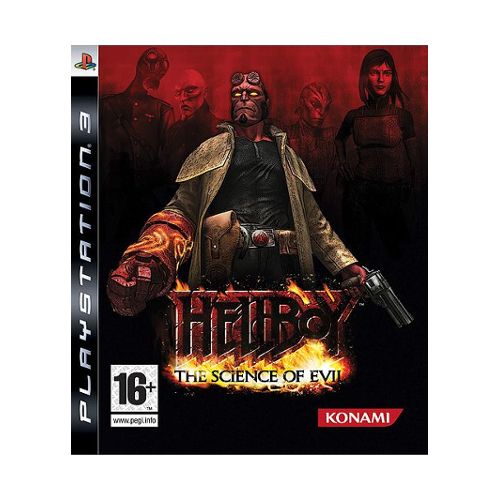 PLAYSTATION 3
HELLBOY
THE SCIENCE OF EVIL
16+
www.pegi.info
KONAMI